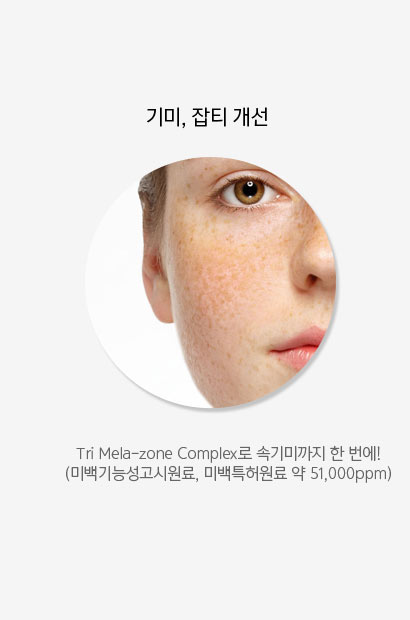 기미, 잡티 개선
Tri Mela-zone Complex로 속기미까지 한 번에!
(미백기능성고시원료, 미백특허원료 약 51,000ppm)